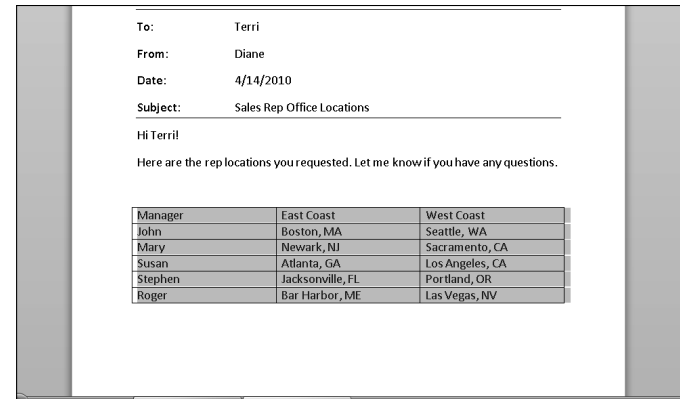 To: Terri
From: Diane
Date: 4/14/2010
Subject: Sales Rep Office Locations
Hi Terri!
Here are the rep locations you requested. Let me know if you have any questions.
Manager East Coast West Coast
John Boston, MA Seattle, WA
Mary Newark, NJ Sacramento, CA
Susan Atlanta, GA Los Angeles, CA
Stephen Jacksonville, FL Portland, OR
Roger Bar Harbor, ME Las Vegas, NV